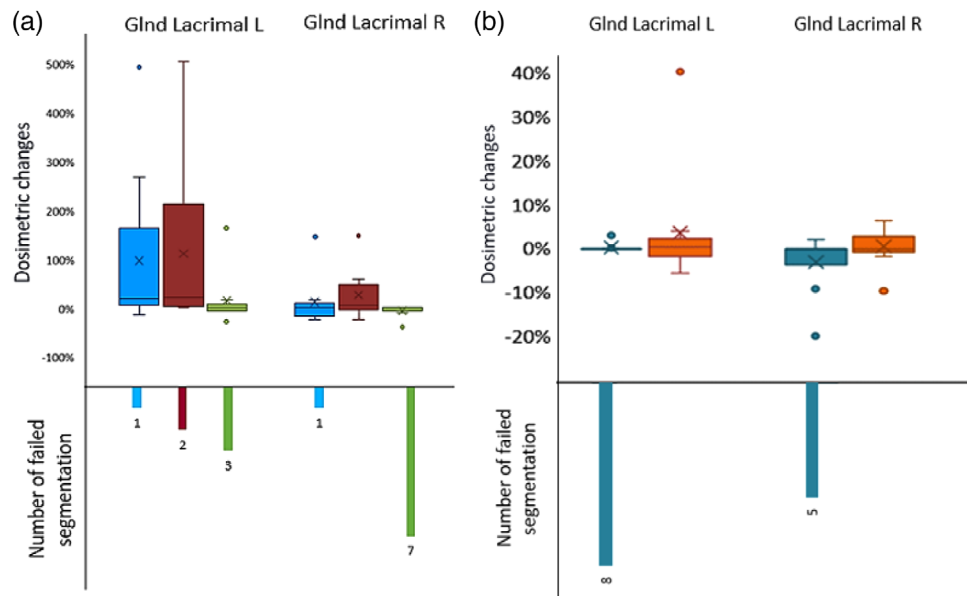 (a)
Glnd Lacrimal L
Glnd Lacrimal R
Dosimetric changes
500%
400%
300%
200%
100%
0%
-100%
Number of failed
segmentation
1
2
3
1
7
(b)
Glnd Lacrimal L
Glnd Lacrimal R
Dosimetric changes
40%
30%
20%
10%
0%
-10%
-20%
Number of failed
segmentation
8
5